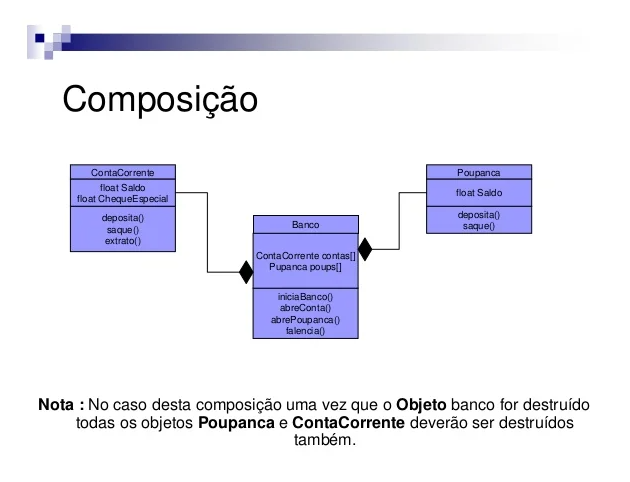 Composição
ContaCorrente
float Saldo
float ChequeEspecial
deposita()
saque()
extrato()
Poupanca
float Saldo
deposita()
saque()
Banco
ContaCorrente contas[]
Pupanca poups[]
iniciaBanco()
abreConta()
abrePoupanca()
falencia()
Nota : No caso desta composição uma vez que o Objeto banco for destruído
todas os objetos Poupanca e ContaCorrente deverão ser destruídos
também.